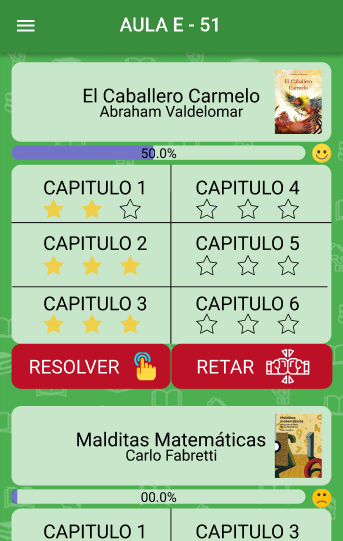 AULA E - 51
El Caballero Carmelo
Abraham Valdelomar
El Caballero
Carmelo
50.0%
CAPITULO 1
CAPITULO 4
CAPITULO 2
CAPITULO 5
CAPITULO 3
CAPITULO 6
RESOLVER
RETAR
Malditas Matemáticas
Carlo Fabretti
Malditas
matemáticas
00.0%
CAPITULO 1
CAPITULO 3